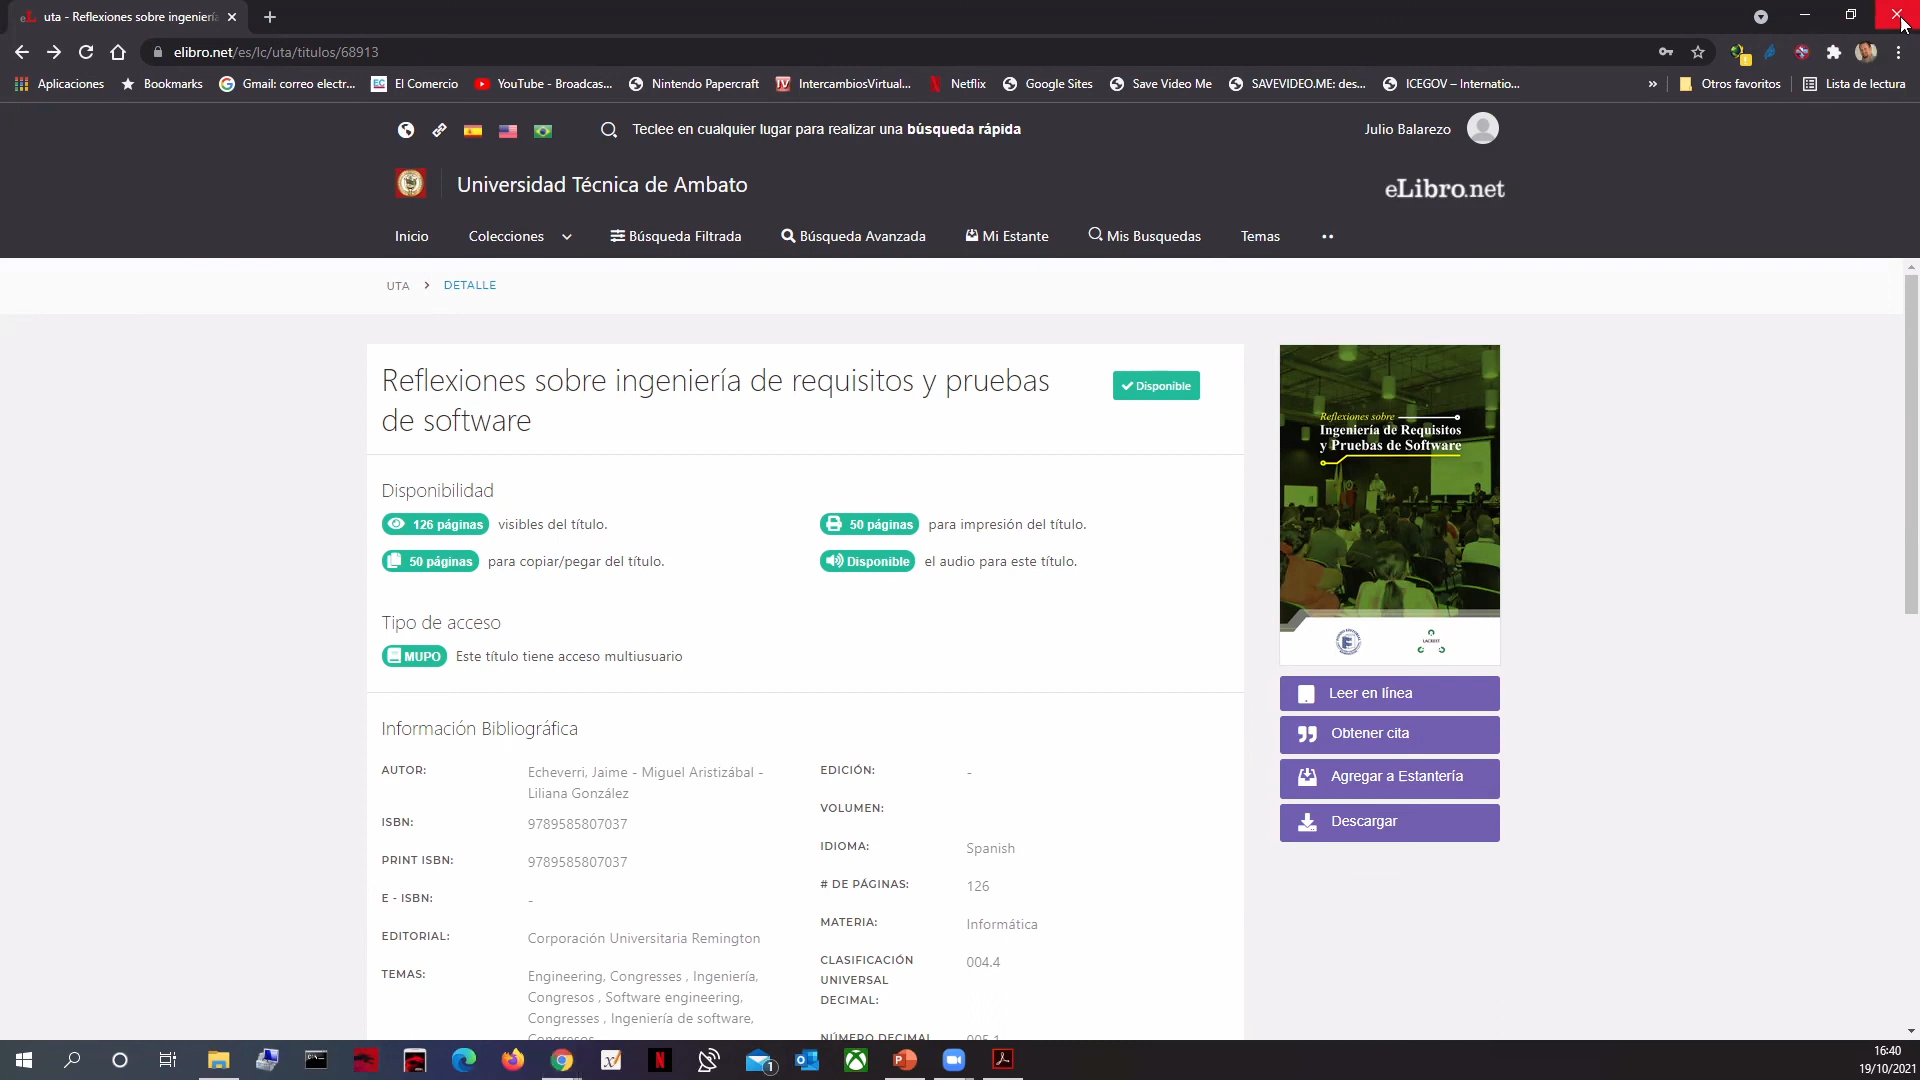 uta - Reflexiones sobre ingeniería
elibro.net/es/lc/uta/titulos/68913
Aplicaciones
Bookmarks
Gmail: correo electr...
EC El Comercio
YouTube - Broadcas...
Nintendo Papercraft
IntercambiosVirtual...
Netflix
Google Sites
Save Video Me
SAVEVIDEO.ME: des...
ICEGOV – Internatio...
»
Otros favoritos
Lista de lectura
Teclee en cualquier lugar para realizar una búsqueda rápida
Julio Balarezo
Universidad Técnica de Ambato
eLibro.net
Inicio
Colecciones
Búsqueda Filtrada
Búsqueda Avanzada
Mi Estante
Mis Busquedas
Temas
UTA > DETALLE
Reflexiones sobre ingeniería de requisitos y pruebas
de software
Disponible
Disponibilidad
126 páginas visibles del título.
50 páginas para impresión del título.
50 páginas para copiar/pegar del título.
Disponible el audio para este título.
Tipo de acceso
MUPO Este título tiene acceso multiusuario
Información Bibliográfica
AUTOR: Echeverri, Jaime - Miguel Aristizábal -
Liliana González
ISBN: 9789585807037
PRINT ISBN: 9789585807037
E - ISBN: -
EDITORIAL: Corporación Universitaria Remington
TEMAS: Engineering, Congresses , Ingeniería,
Congresos , Software engineering,
Congresses , Ingeniería de software,
Congresos
EDICIÓN: -
VOLUMEN:
IDIOMA: Spanish
# DE PÁGINAS: 126
MATERIA: Informática
CLASIFICACIÓN 004.4
UNIVERSAL
DECIMAL:
NÚMERO DECIMAL 005.1
Reflexiones sobre
Ingeniería de Requisitos
y Pruebas de Software
LACREST
Leer en línea
Obtener cita
Agregar a Estantería
Descargar
16:40
19/10/2021